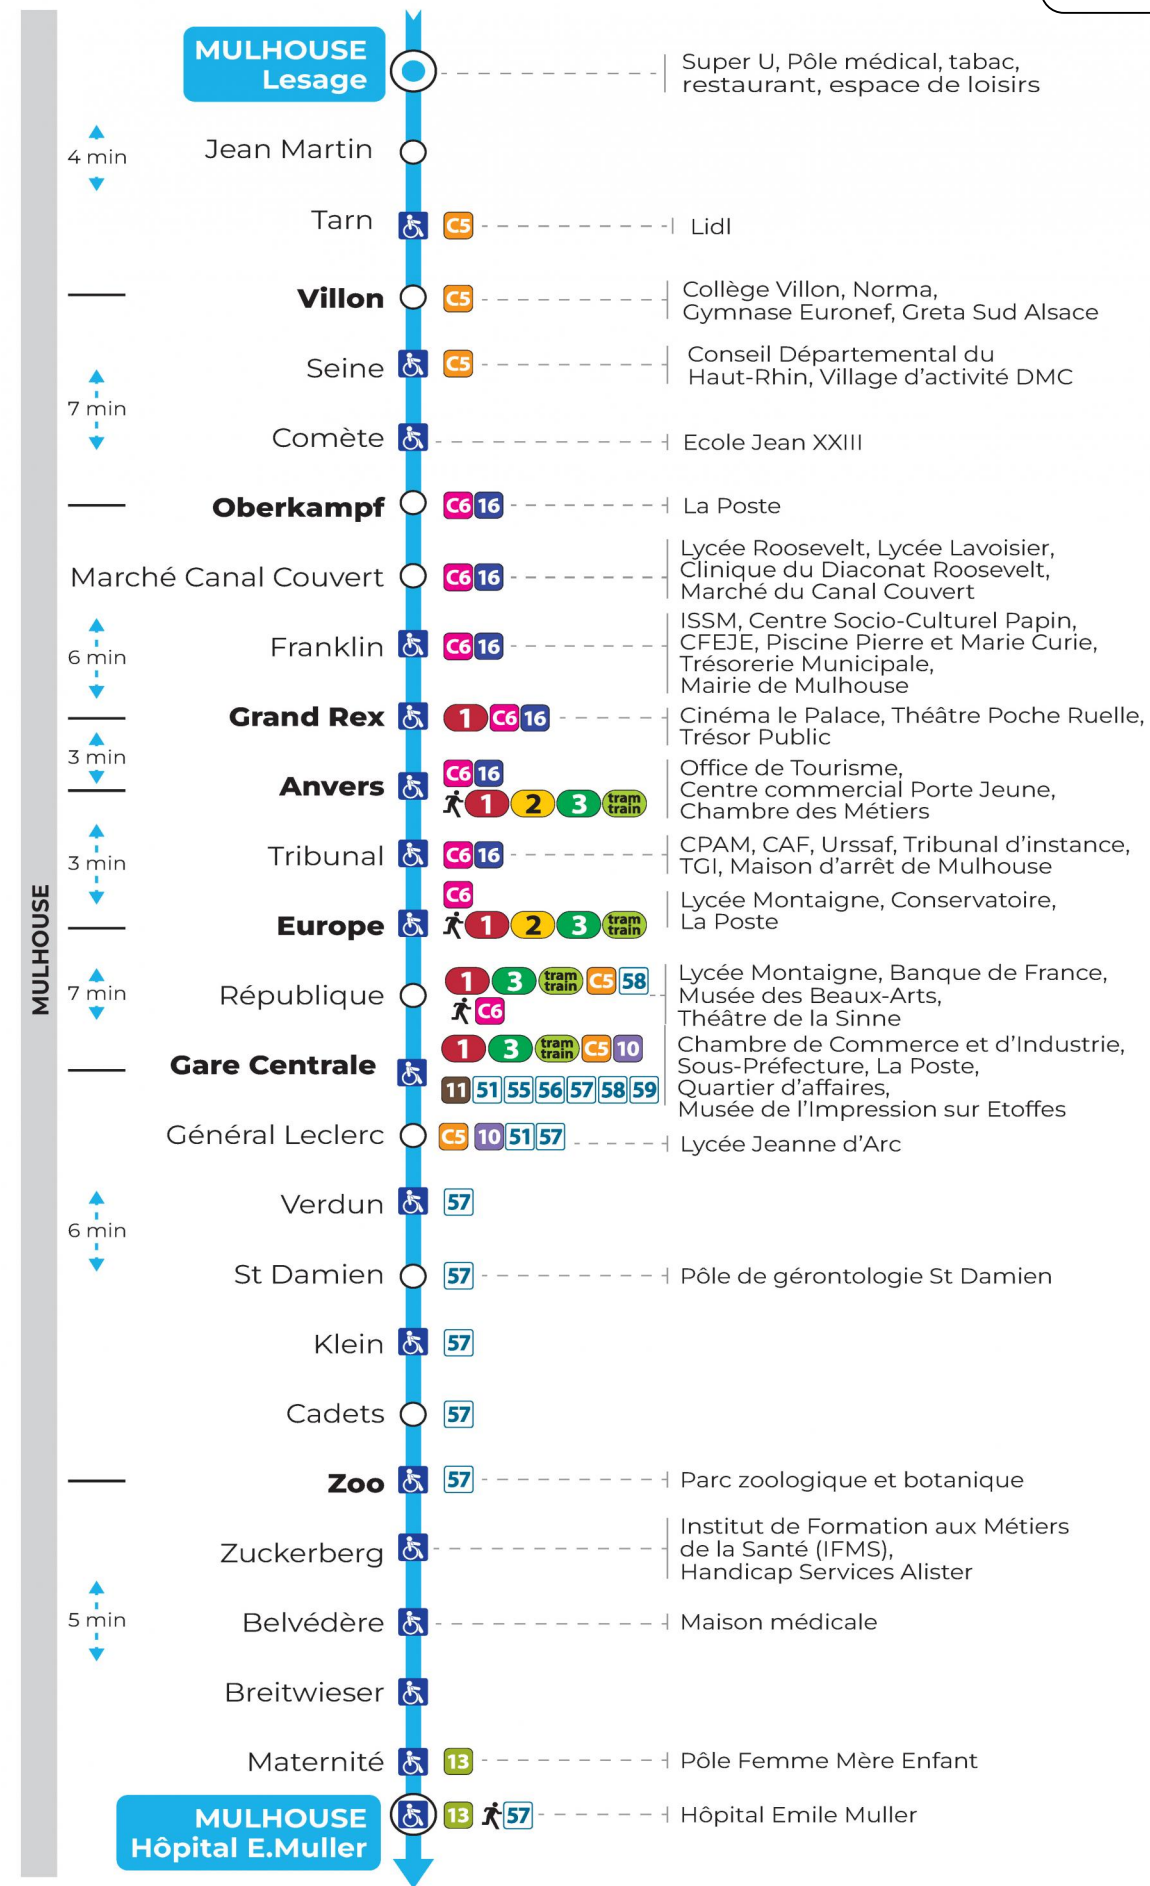 MULHOUSE
Lesage
Super U, Pôle médical, tabac,
restaurant, espace de loisirs
4 min
Jean Martin
Tarn
C5
Lidl
Villon
C5
Collège Villon, Norma,
Gymnase Euronef, Greta Sud Alsace
Seine
C5
Conseil Départemental du
Haut-Rhin, Village d’activité DMC
7 min
Comète
Ecole Jean XXIII
Oberkampf
C6 16
La Poste
Marché Canal Couvert
C6 16
Lycée Roosevelt, Lycée Lavoisier,
Clinique du Diaconat Roosevelt,
Marché du Canal Couvert
6 min
Franklin
C6 16
ISSM, Centre Socio-Culturel Papin,
CFEJE, Piscine Pierre et Marie Curie,
Trésorerie Municipale,
Mairie de Mulhouse
Grand Rex
1 C6 16
Cinéma le Palace, Théâtre Poche Ruelle,
Trésor Public
3 min
Anvers
C6 16
1 2 3 tram train
Office de Tourisme,
Centre commercial Porte Jeune,
Chambre des Métiers
3 min
Tribunal
C6 16
CPAM, CAF, Urssaf, Tribunal d’instance,
TGI, Maison d’arrêt de Mulhouse
MULHOUSE
Europe
C6
1 2 3 tram train
Lycée Montaigne, Conservatoire,
La Poste
7 min
République
1 3 tram train C5 58
C6
Lycée Montaigne, Banque de France,
Musée des Beaux-Arts,
Théâtre de la Sinne
Gare Centrale
1 3 tram train C5 10
11 51 55 56 57 58 59
Chambre de Commerce et d’Industrie,
Sous-Préfecture, La Poste,
Quartier d’affaires,
Musée de l’Impression sur Etoffes
Général Leclerc
C5 10 51 57
Lycée Jeanne d’Arc
6 min
Verdun
57
St Damien
57
Pôle de gérontologie St Damien
Klein
57
Cadets
57
Zoo
57
Parc zoologique et botanique
Zuckerberg
Institut de Formation aux Métiers
de la Santé (IFMS),
Handicap Services Alister
5 min
Belvédère
Maison médicale
Breitwieser
Maternité
13
Pôle Femme Mère Enfant
MULHOUSE
Hôpital E.Muller
13 57
Hôpital Emile Muller